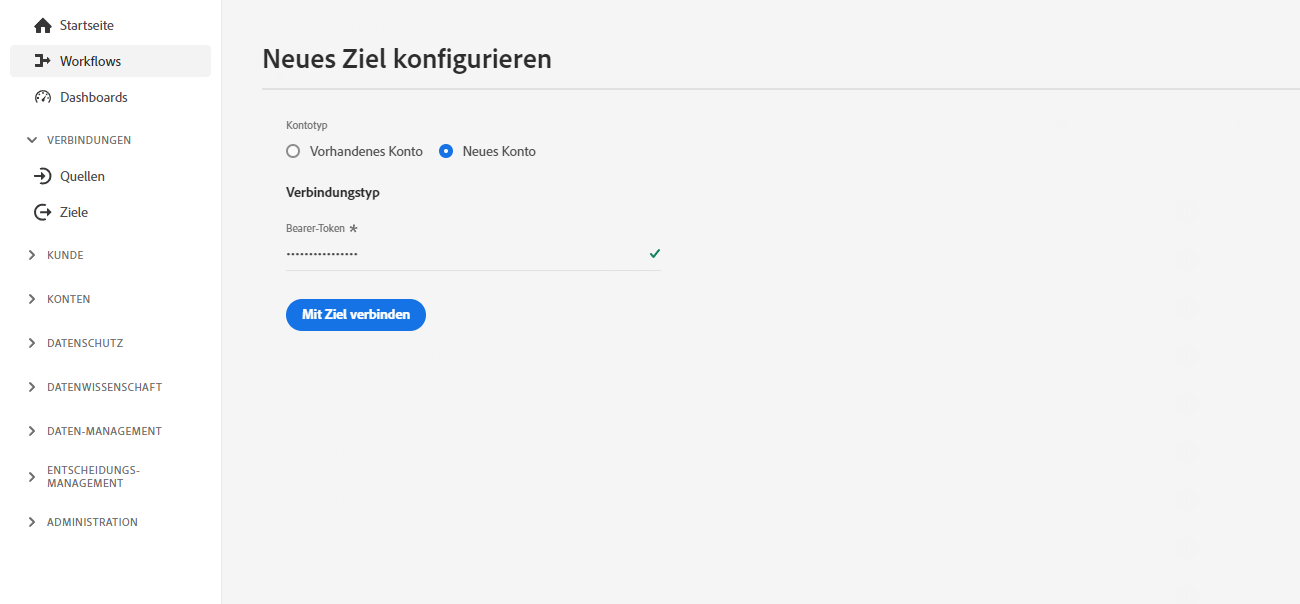 Startseite
Workflows
Dashboards
VERBINDUNGEN
Quellen
Ziele
KUNDE
KONTEN
DATENSCHUTZ
DATENWISSENSCHAFT
DATEN-MANAGEMENT
ENTSCHEIDUNGS-
MANAGEMENT
ADMINISTRATION
Neues Ziel konfigurieren
Kontotyp
Vorhandenes Konto Neues Konto
Verbindungstyp
Bearer-Token *
••••••••••••••••
Mit Ziel verbinden